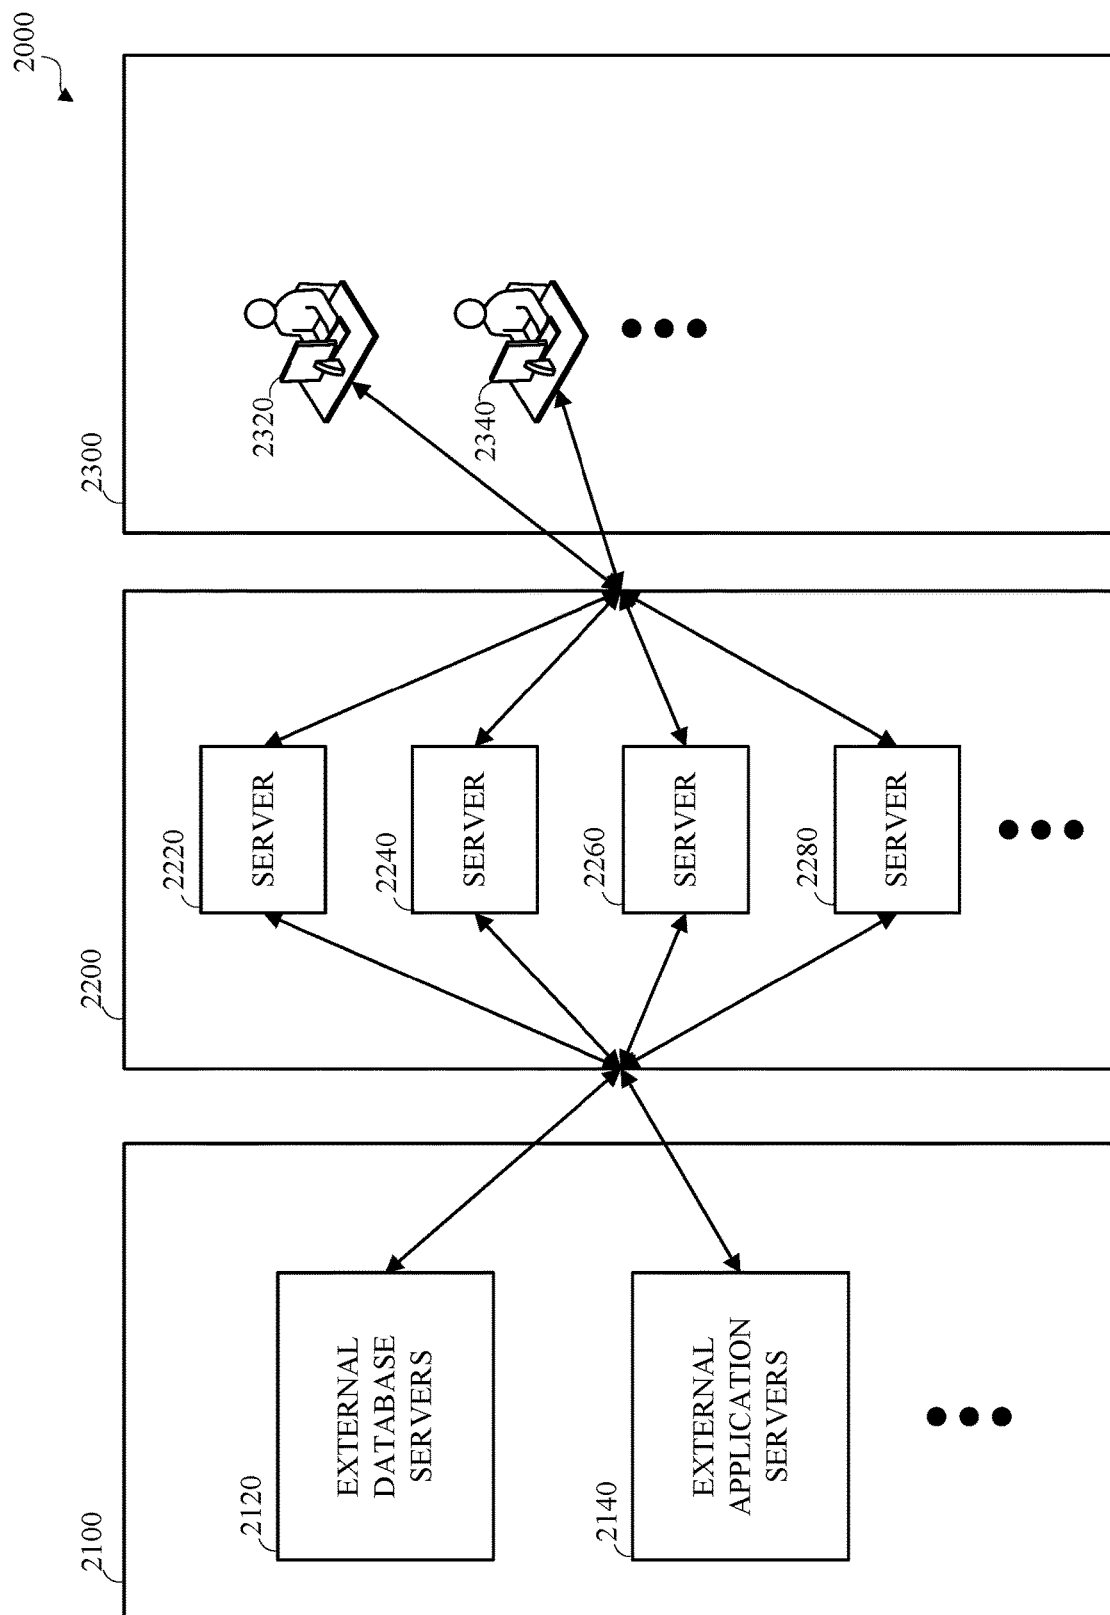 2000
2100
2120
EXTERNAL
DATABASE
SERVERS
2140
EXTERNAL
APPLICATION
SERVERS
2200
2220
SERVER
2240
SERVER
2260
SERVER
2280
SERVER
2300
2320
2340